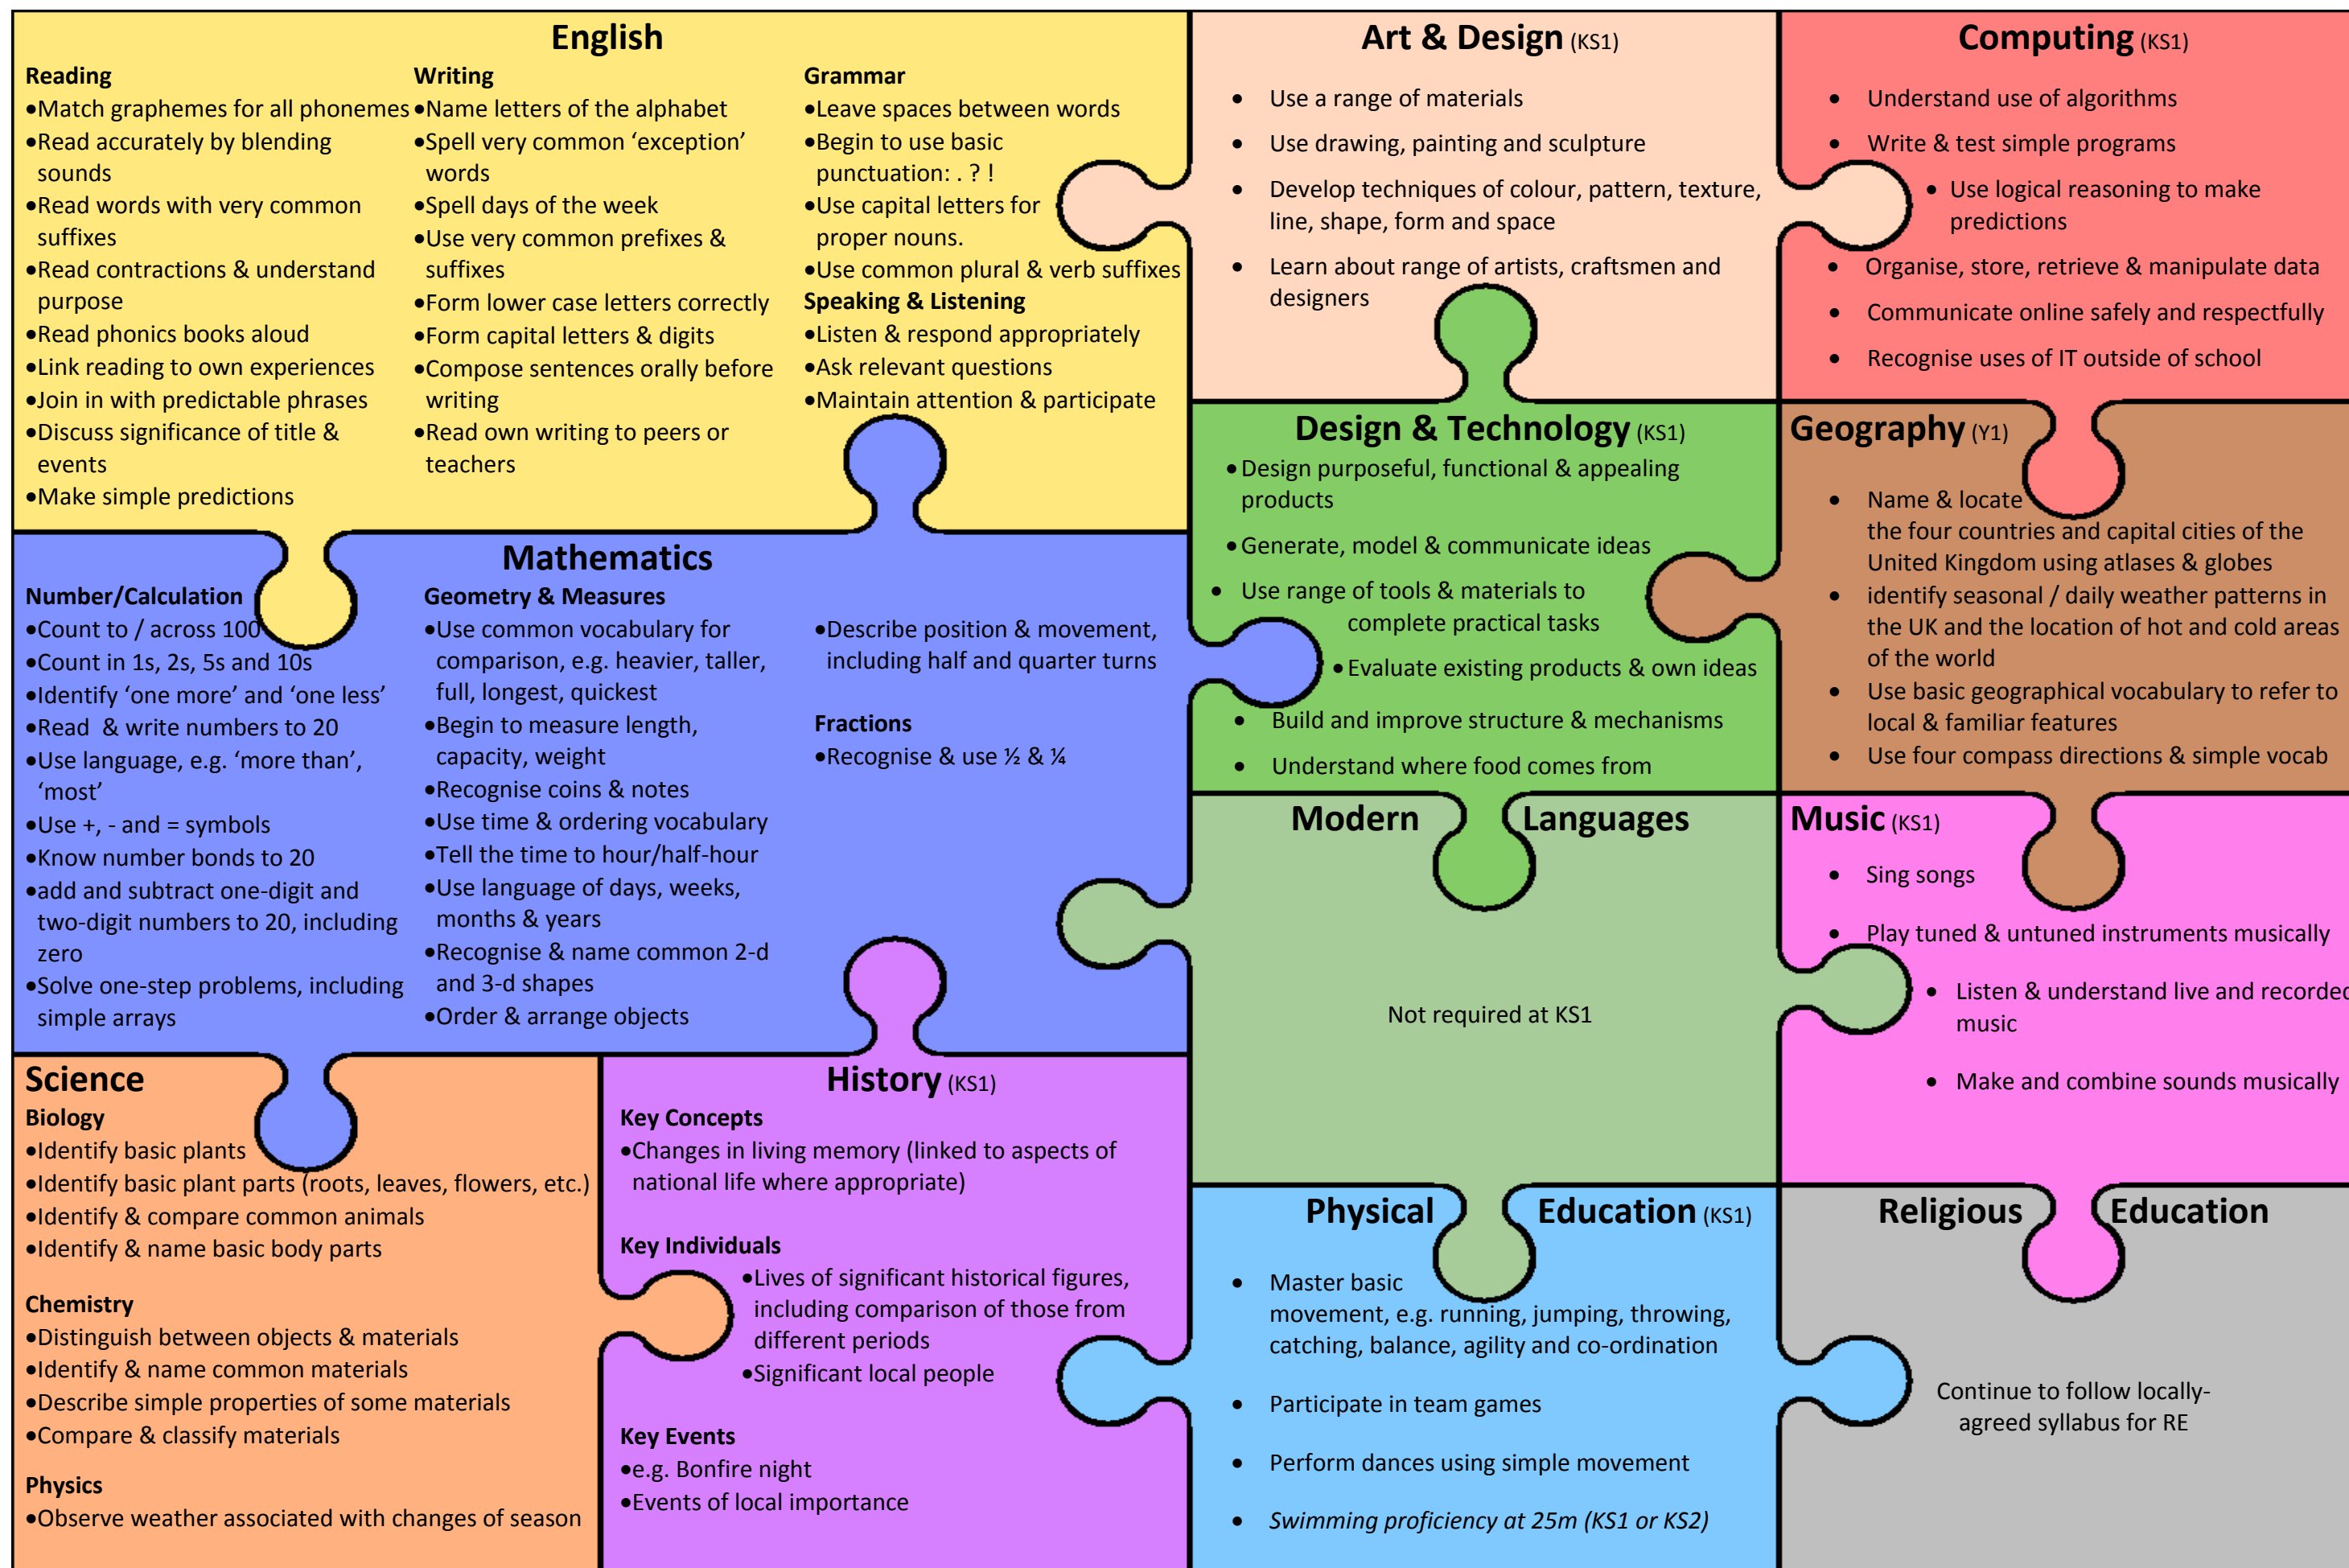 English
Reading
•Match graphemes for all phonemes
•Read accurately by blending
sounds
•Read words with very common
suffixes
•Read contractions & understand
purpose
•Read phonics books aloud
•Link reading to own experiences
•Join in with predictable phrases
•Discuss significance of title &
events
•Make simple predictions
Writing
•Name letters of the alphabet
•Spell very common ‘exception’
words
•Spell days of the week
•Use very common prefixes &
suffixes
•Form lower case letters correctly
•Form capital letters & digits
•Compose sentences orally before
writing
•Read own writing to peers or
teachers
Grammar
•Leave spaces between words
•Begin to use basic
punctuation: . ? !
•Use capital letters for
proper nouns.
•Use common plural & verb suffixes
Speaking & Listening
•Listen & respond appropriately
•Ask relevant questions
•Maintain attention & participate
Art & Design (KS1)
• Use a range of materials
• Use drawing, painting and sculpture
• Develop techniques of colour, pattern, texture,
line, shape, form and space
• Learn about range of artists, craftsmen and
designers
Computing (KS1)
• Understand use of algorithms
• Write & test simple programs
• Use logical reasoning to make
predictions
• Organise, store, retrieve & manipulate data
• Communicate online safely and respectfully
• Recognise uses of IT outside of school
Mathematics
Number/Calculation
•Count to / across 100
•Count in 1s, 2s, 5s and 10s
•Identify ‘one more’ and ‘one less’
•Read & write numbers to 20
•Use language, e.g. ‘more than’,
‘most’
•Use +, - and = symbols
•Know number bonds to 20
•add and subtract one-digit and
two-digit numbers to 20, including
zero
•Solve one-step problems, including
simple arrays
Geometry & Measures
•Use common vocabulary for
comparison, e.g. heavier, taller,
full, longest, quickest
•Begin to measure length,
capacity, weight
•Recognise coins & notes
•Use time & ordering vocabulary
•Tell the time to hour/half-hour
•Use language of days, weeks,
months & years
•Recognise & name common 2-d
and 3-d shapes
•Order & arrange objects
•Describe position & movement,
including half and quarter turns
Fractions
•Recognise & use ½ & ¼
Design & Technology (KS1)
•Design purposeful, functional & appealing
products
•Generate, model & communicate ideas
• Use range of tools & materials to
complete practical tasks
•Evaluate existing products & own ideas
• Build and improve structure & mechanisms
• Understand where food comes from
Geography (Y1)
• Name & locate
the four countries and capital cities of the
United Kingdom using atlases & globes
• identify seasonal / daily weather patterns in
the UK and the location of hot and cold areas
of the world
• Use basic geographical vocabulary to refer to
local & familiar features
• Use four compass directions & simple vocab
Modern Languages
Not required at KS1
Music (KS1)
• Sing songs
• Play tuned & untuned instruments musically
• Listen & understand live and recorded
music
• Make and combine sounds musically
Science
Biology
•Identify basic plants
•Identify basic plant parts (roots, leaves, flowers, etc.)
•Identify & compare common animals
•Identify & name basic body parts
Chemistry
•Distinguish between objects & materials
•Identify & name common materials
•Describe simple properties of some materials
•Compare & classify materials
Physics
•Observe weather associated with changes of season
History (KS1)
Key Concepts
•Changes in living memory (linked to aspects of
national life where appropriate)
Key Individuals
•Lives of significant historical figures,
including comparison of those from
different periods
•Significant local people
Key Events
•e.g. Bonfire night
•Events of local importance
Physical Education (KS1)
• Master basic
movement, e.g. running, jumping, throwing,
catching, balance, agility and co-ordination
• Participate in team games
• Perform dances using simple movement
• Swimming proficiency at 25m (KS1 or KS2)
Religious Education
Continue to follow locally-
agreed syllabus for RE